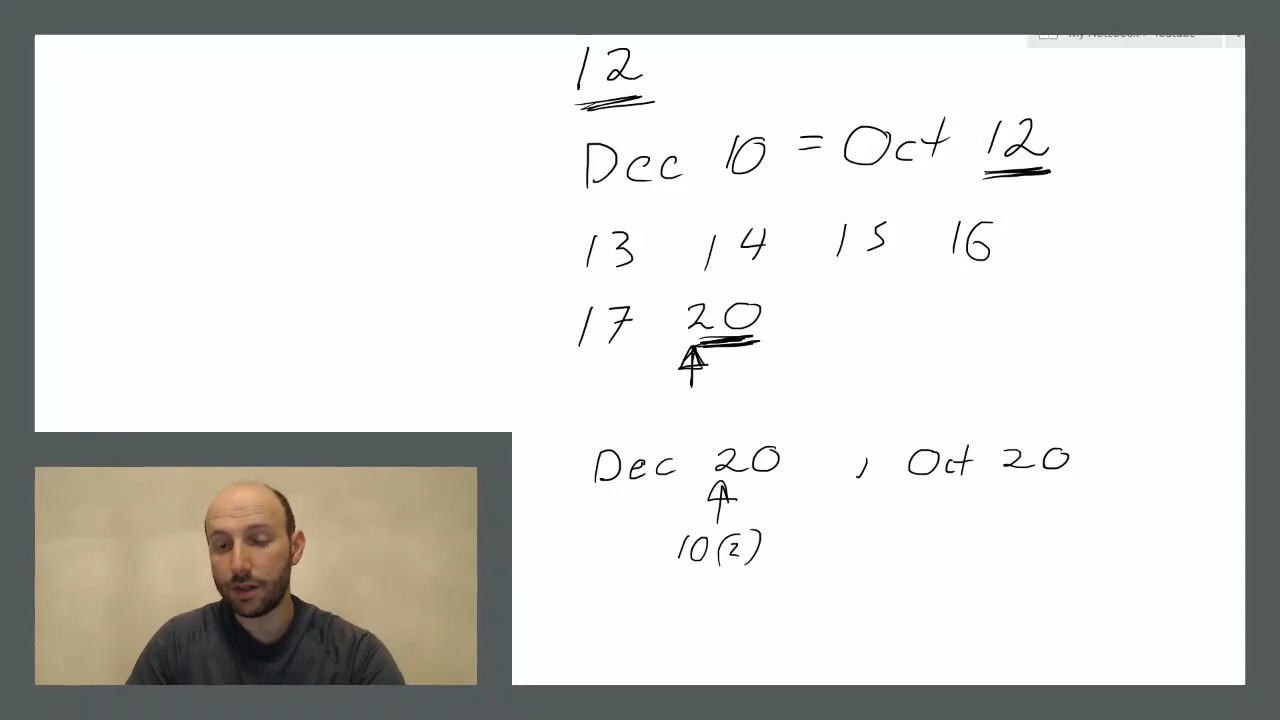 12
Dec 10 = Oct 12
13 14 15 16
17 20
Dec 20 , Oct 20
10(2)